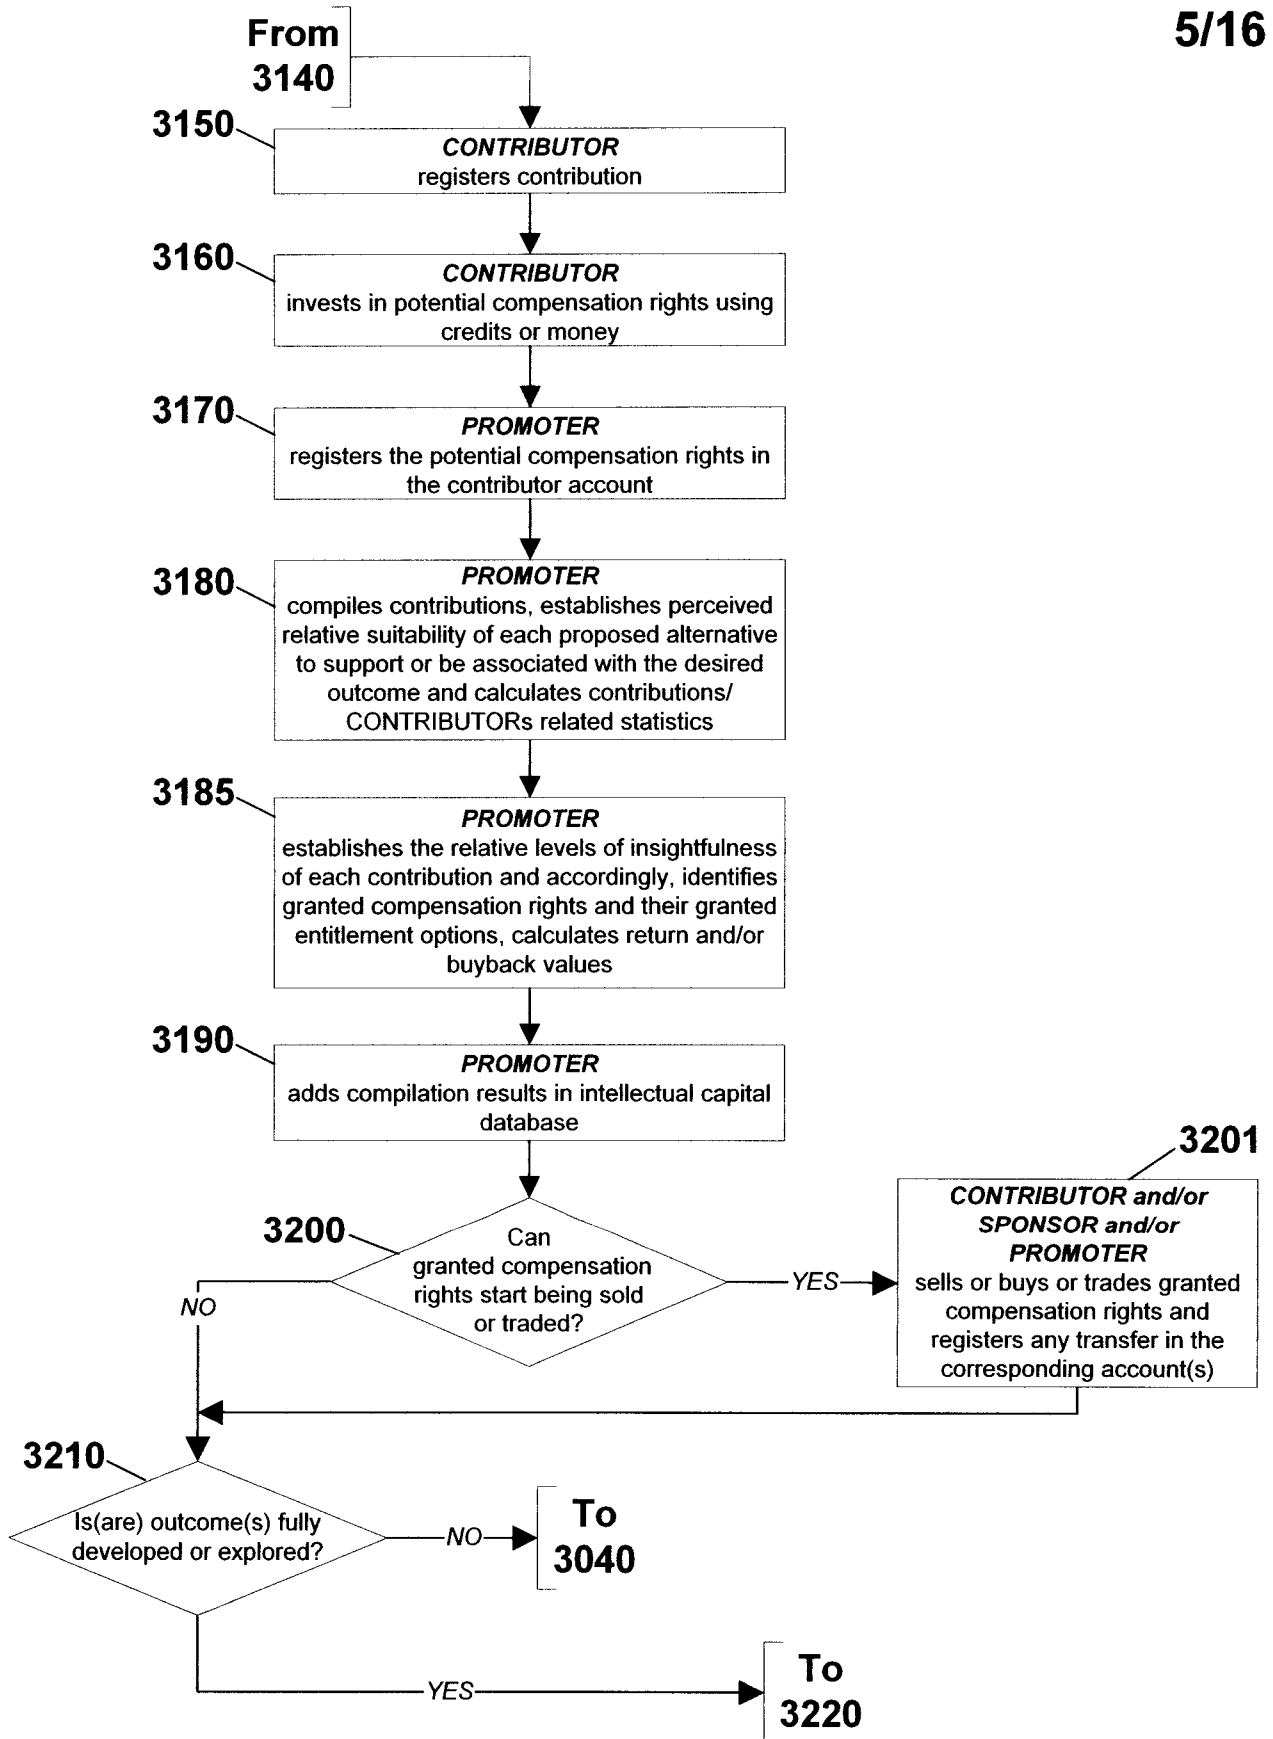 5/16
From
3140
3150
CONTRIBUTOR
registers contribution
3160
CONTRIBUTOR
invests in potential compensation rights using
credits or money
3170
PROMOTER
registers the potential compensation rights in
the contributor account
3180
PROMOTER
compiles contributions, establishes perceived
relative suitability of each proposed alternative
to support or be associated with the desired
outcome and calculates contributions/
CONTRIBUTORs related statistics
3185
PROMOTER
establishes the relative levels of insightfulness
of each contribution and accordingly, identifies
granted compensation rights and their granted
entitlement options, calculates return and/or
buyback values
3190
PROMOTER
adds compilation results in intellectual capital
database
3200
Can
granted compensation
rights start being sold
or traded?
NO
YES
3201
CONTRIBUTOR and/or
SPONSOR and/or
PROMOTER
sells or buys or trades granted
compensation rights and
registers any transfer in the
corresponding account(s)
3210
Is(are) outcome(s) fully
developed or explored?
NO
To
3040
YES
To
3220